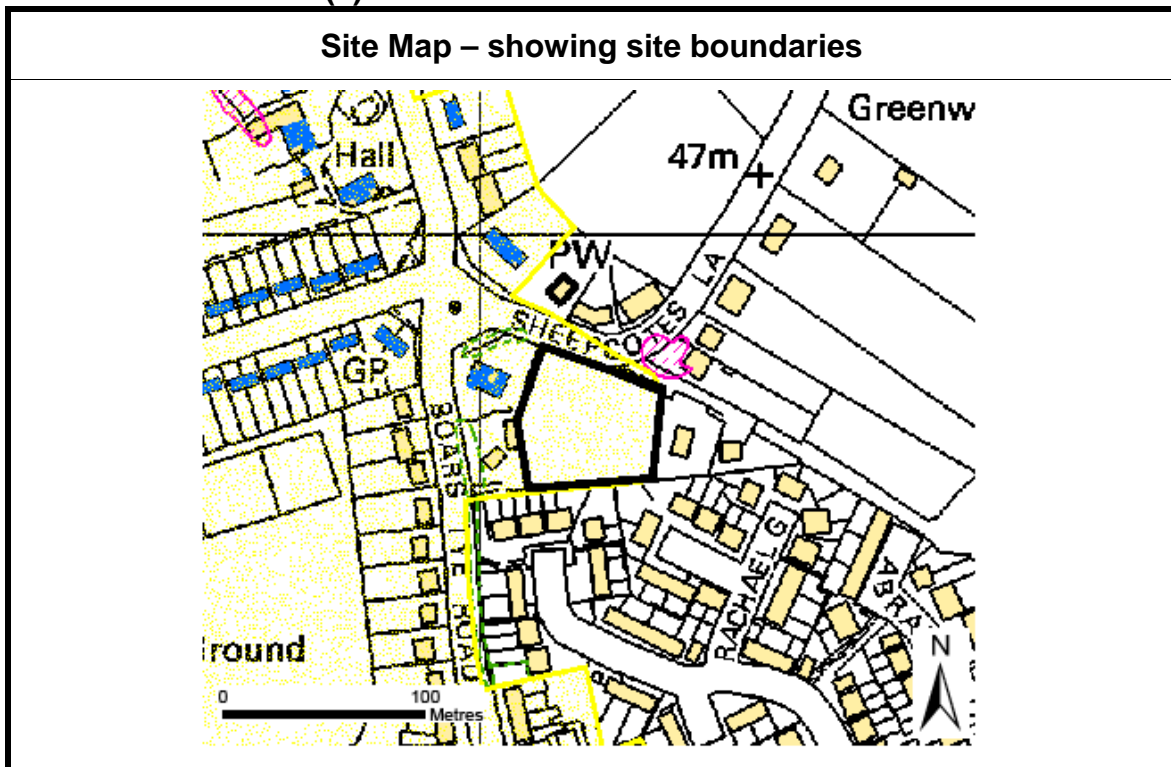 Site Map – showing site boundaries
Greenw
Hall
47m
PW
SHEEPCOTES LA
GP
BOARS TYE ROAD
RACHAEL G
ABRA
round
N
0 100
Metres